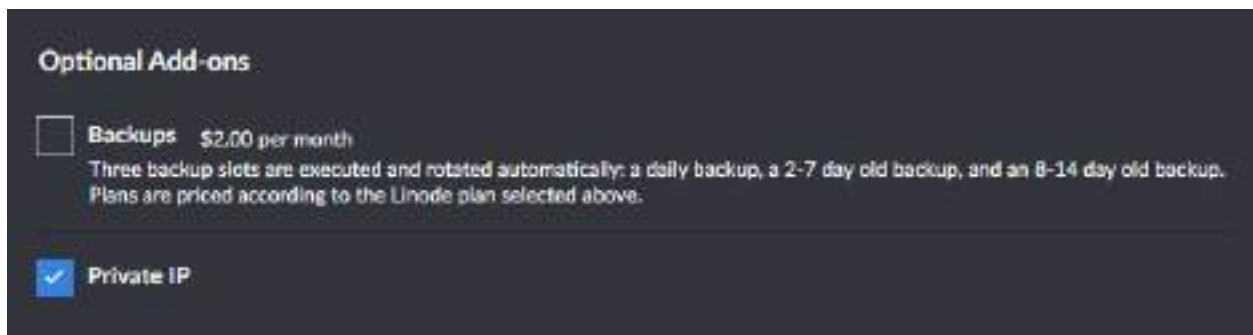 Optional Add-ons
Backups $2.00 per month
Three backup slots are executed and rotated automatically: a daily backup, a 2-7 day old backup, and an 8-14 day old backup.
Plans are priced according to the Linode plan selected above.
Private IP